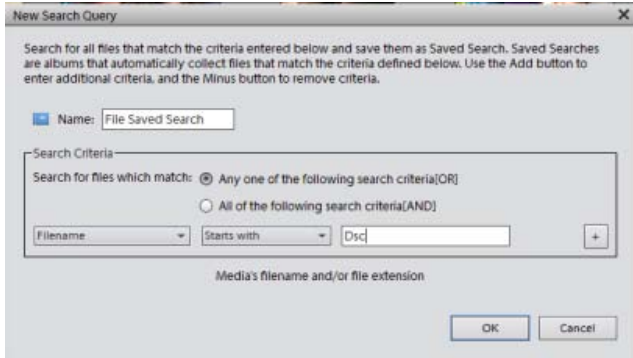 New Search Query
Search for all files that match the criteria entered below and save them as Saved Search. Saved Searches
are albums that automatically collect files that match the criteria defined below. Use the Add button to
enter additional criteria, and the Minus button to remove criteria.
Name: File Saved Search
Search Criteria
Search for files which match: Any one of the following search criteria[OR]
All of the following search criteria[AND]
Filename Starts with Dsc +
Media's filename and/or file extension
OK Cancel